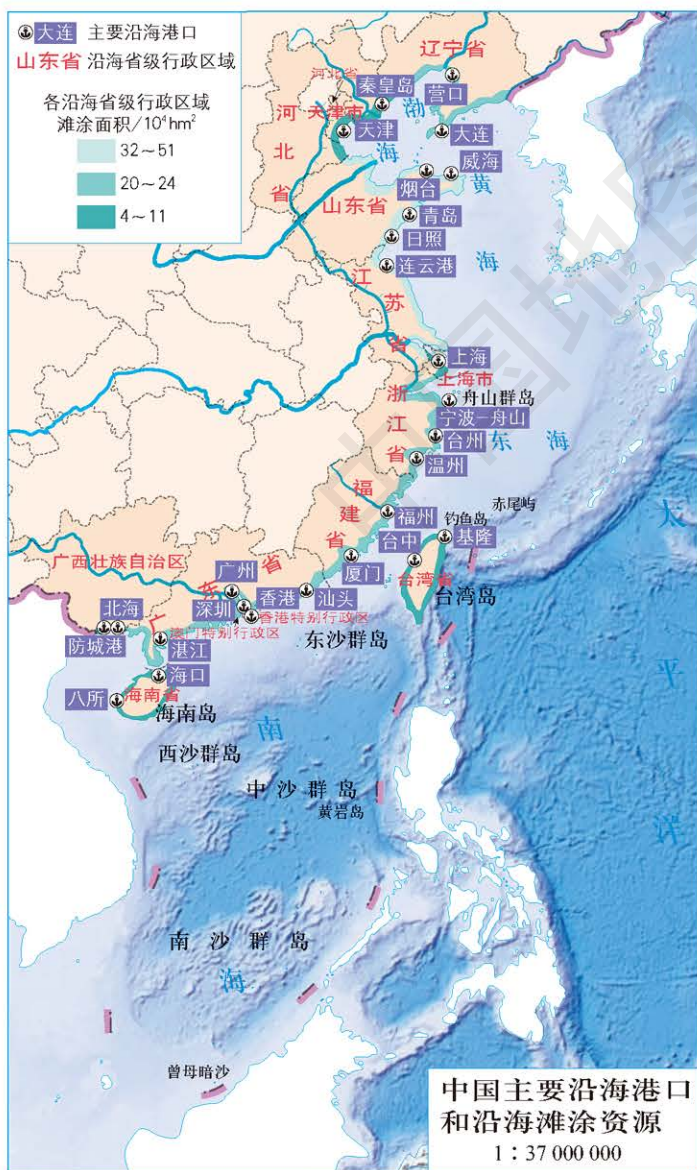 大连 主要沿海港口
山东省 沿海省级行政区域
各沿海省级行政区域
滩涂面积/10⁴hm²
32～51
20～24
4～11
辽宁省
河北省
秦皇岛
营口
渤海
河北省
天津市
天津
大连
威海
烟台
黄海
山东省
青岛
日照
连云港
江苏省
上海
上海市
舟山群岛
浙江省
宁波-舟山
台州
东海
温州
福建省
福州
赤尾屿
钓鱼岛
基隆
台中
台湾省
台湾岛
厦门
太平洋
广西壮族自治区
广东省
广州
深圳
香港
汕头
香港特别行政区
澳门特别行政区
东沙群岛
北海
防城港
湛江
海口
八所
海南省
海南岛
西沙群岛
南海
中沙群岛
黄岩岛
南沙群岛
曾母暗沙
中国主要沿海港口
和沿海滩涂资源
1：37 000 000